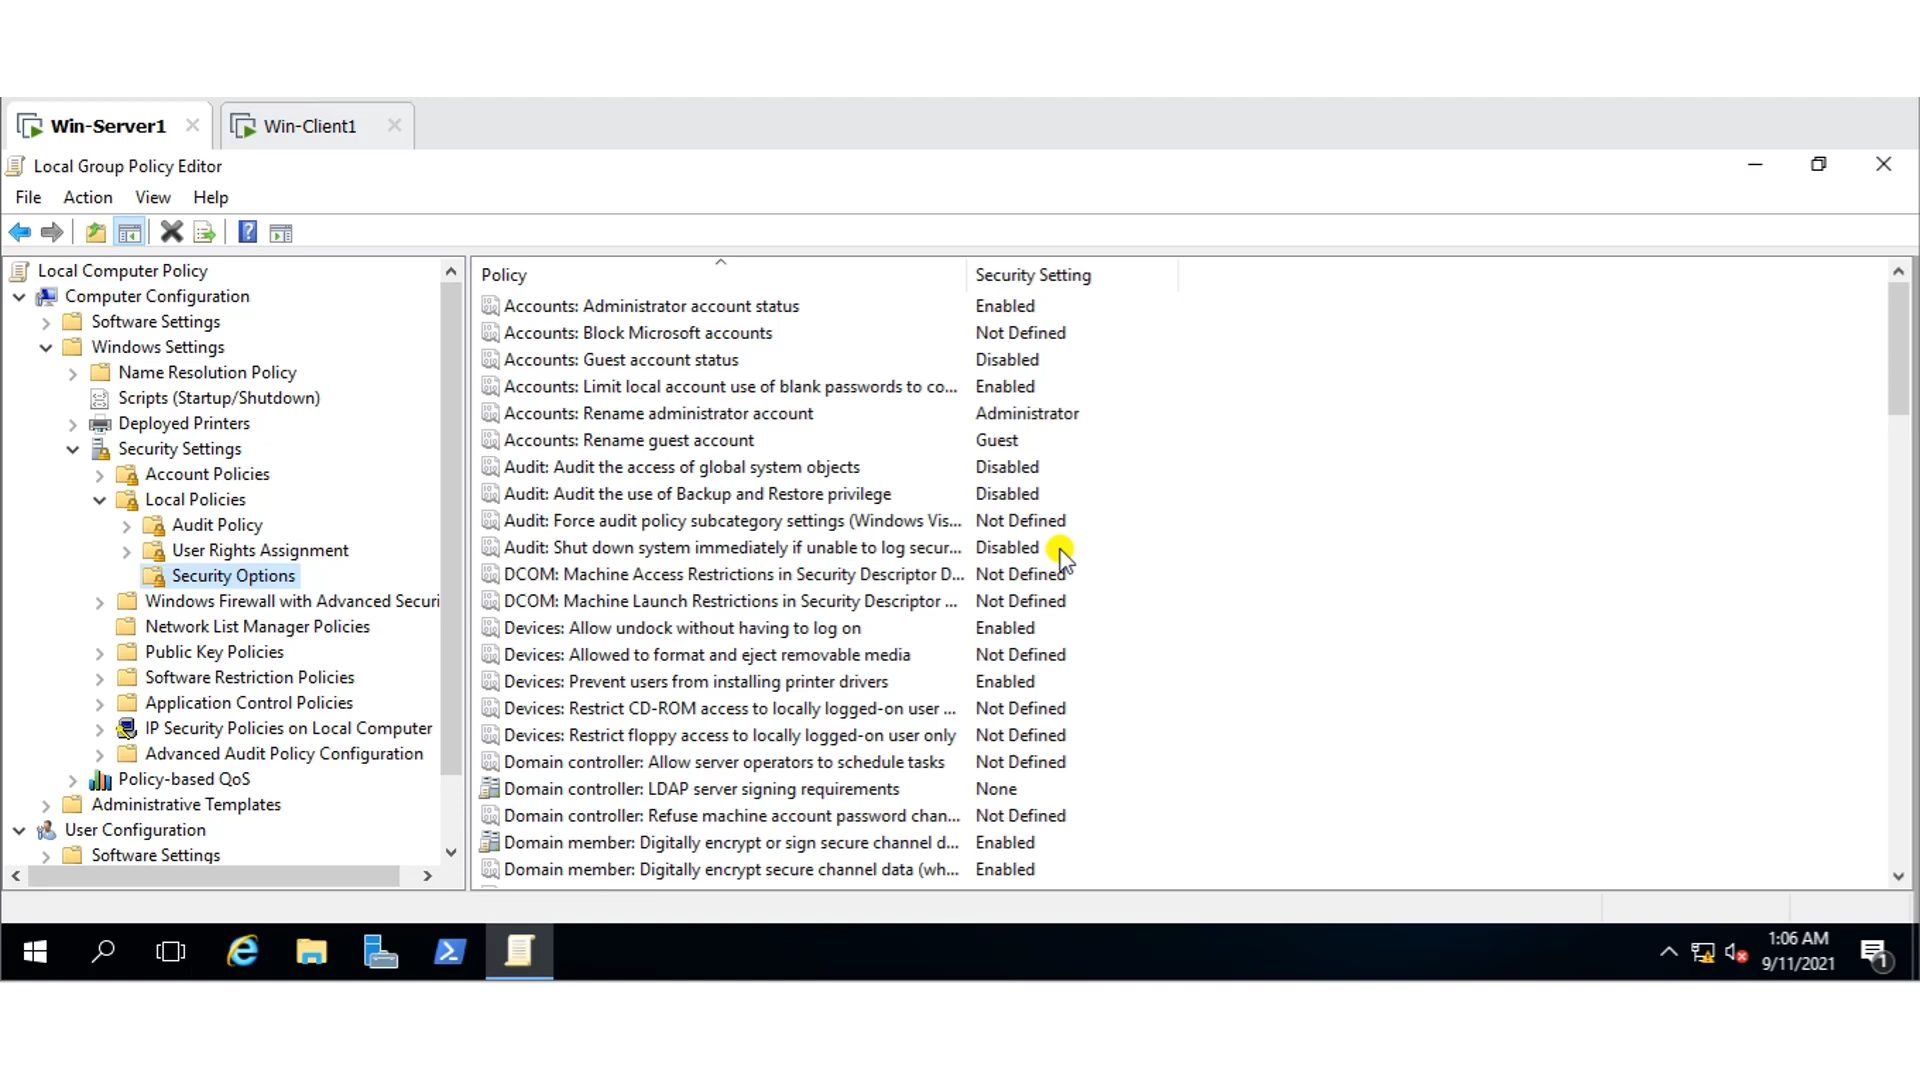 Win-Server1
Win-Client1
Local Group Policy Editor
File Action View Help
Local Computer Policy
Computer Configuration
Software Settings
Windows Settings
Name Resolution Policy
Scripts (Startup/Shutdown)
Deployed Printers
Security Settings
Account Policies
Local Policies
Audit Policy
User Rights Assignment
Security Options
Windows Firewall with Advanced Securi
Network List Manager Policies
Public Key Policies
Software Restriction Policies
Application Control Policies
IP Security Policies on Local Computer
Advanced Audit Policy Configuration
Policy-based QoS
Administrative Templates
User Configuration
Software Settings
Policy Security Setting
Accounts: Administrator account status Enabled
Accounts: Block Microsoft accounts Not Defined
Accounts: Guest account status Disabled
Accounts: Limit local account use of blank passwords to co... Enabled
Accounts: Rename administrator account Administrator
Accounts: Rename guest account Guest
Audit: Audit the access of global system objects Disabled
Audit: Audit the use of Backup and Restore privilege Disabled
Audit: Force audit policy subcategory settings (Windows Vis... Not Defined
Audit: Shut down system immediately if unable to log secur... Disabled
DCOM: Machine Access Restrictions in Security Descriptor D... Not Defined
DCOM: Machine Launch Restrictions in Security Descriptor ... Not Defined
Devices: Allow undock without having to log on Enabled
Devices: Allowed to format and eject removable media Not Defined
Devices: Prevent users from installing printer drivers Enabled
Devices: Restrict CD-ROM access to locally logged-on user ... Not Defined
Devices: Restrict floppy access to locally logged-on user only Not Defined
Domain controller: Allow server operators to schedule tasks Not Defined
Domain controller: LDAP server signing requirements None
Domain controller: Refuse machine account password chan... Not Defined
Domain member: Digitally encrypt or sign secure channel d... Enabled
Domain member: Digitally encrypt secure channel data (wh... Enabled
1:06 AM
9/11/2021
1